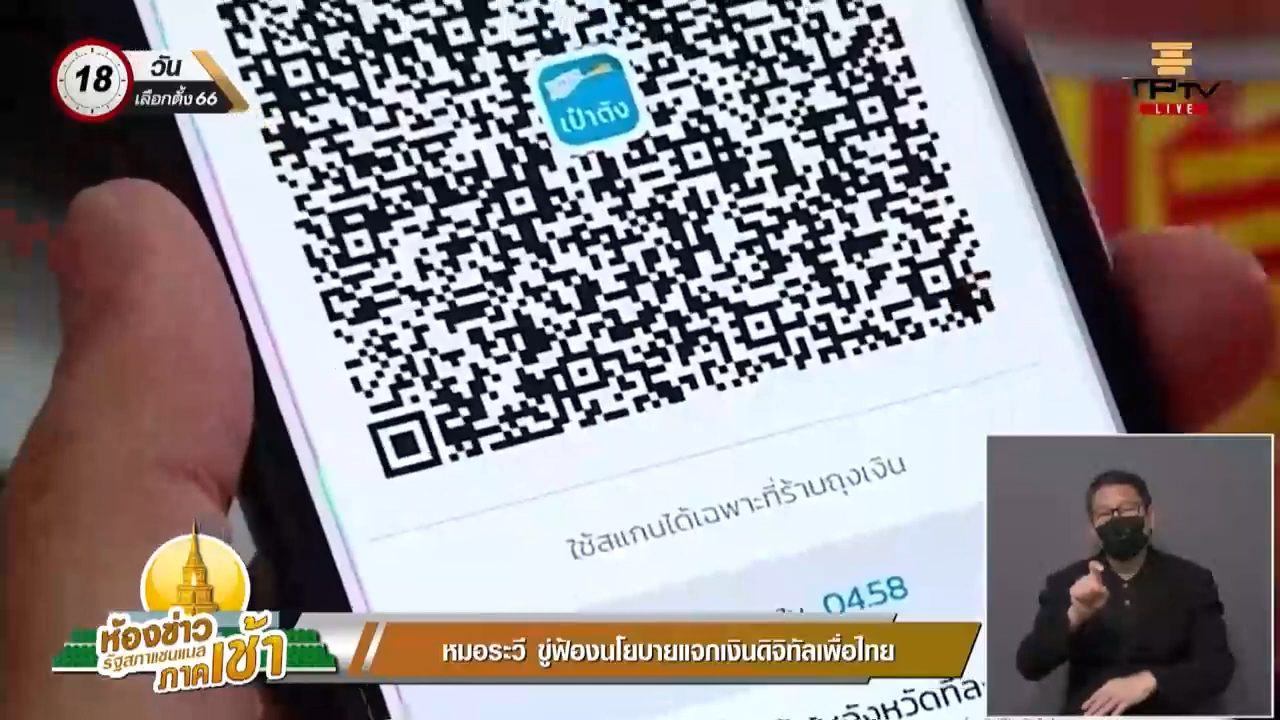 18
วัน
เลือกตั้ง 66
TPTV
LIVE
เป๋าตัง
ใช้สแกนได้เฉพาะที่ร้านถุงเงิน
04:58
ห้องข่าว
รัฐสภาแชนแนล
ภาคเช้า
หมอระวี ขู่ฟ้องนโยบายแจกเงินดิจิทัลเพื่อไทย